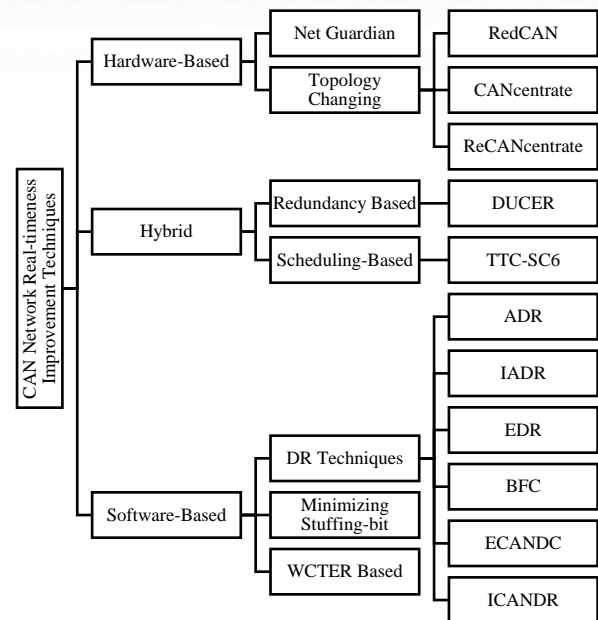 CAN Network Real-timeness
Improvement Techniques
Hardware-Based
Net Guardian
Topology
Changing
RedCAN
CANcentrate
ReCANcentrate
Hybrid
Redundancy Based
DUCER
Scheduling-Based
TTC-SC6
Software-Based
DR Techniques
ADR
IADR
EDR
BFC
ECANDC
ICANDR
Minimizing
Stuffing-bit
WCTER Based